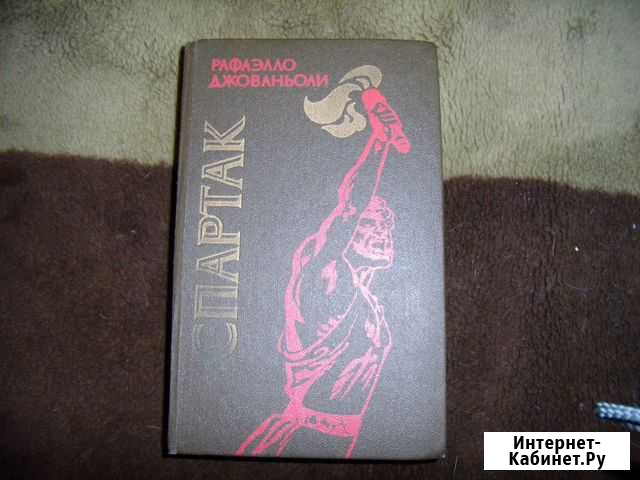 РАФАЭЛЛО
ДЖОВАНЬОЛИ
СПАРТАК
Интернет-
Кабинет.Ру